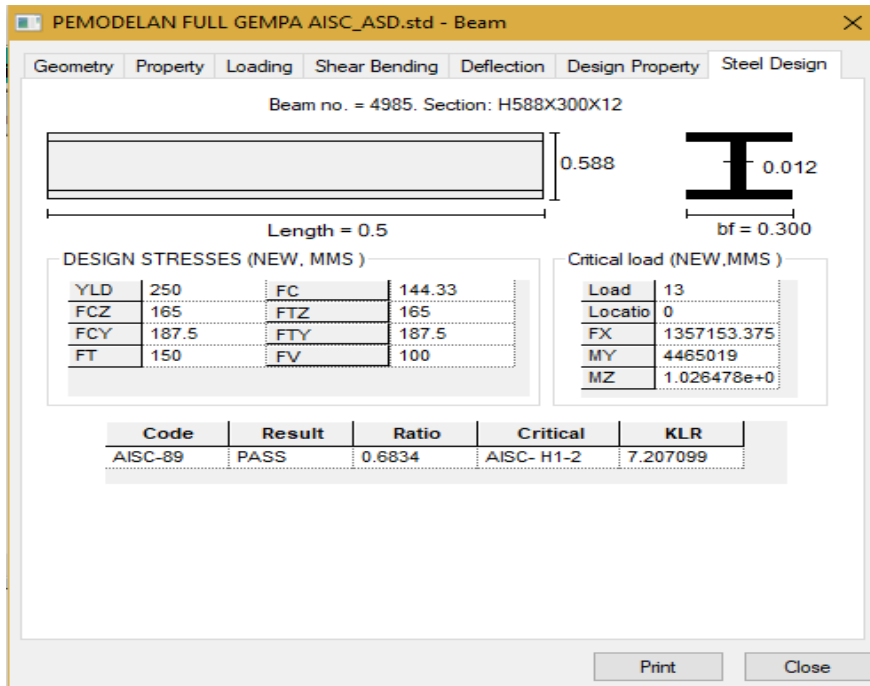 PEMODELAN FULL GEMPA AISC_ASD.std - Beam
Geometry Property Loading Shear Bending Deflection Design Property Steel Design
Beam no. = 4985. Section: H588X300X12
0.588
0.012
Length = 0.5
bf = 0.300
DESIGN STRESSES (NEW, MMS )
YLD 250 FC 144.33
FCZ 165 FTZ 165
FCY 187.5 FTY 187.5
FT 150 FV 100
Critical load (NEW,MMS )
Load 13
Locatio 0
FX 1357153.375
MY 4465019
MZ 1.026478e+0
Code Result Ratio Critical KLR
AISC-89 PASS 0.6834 AISC- H1-2 7.207099
Print Close